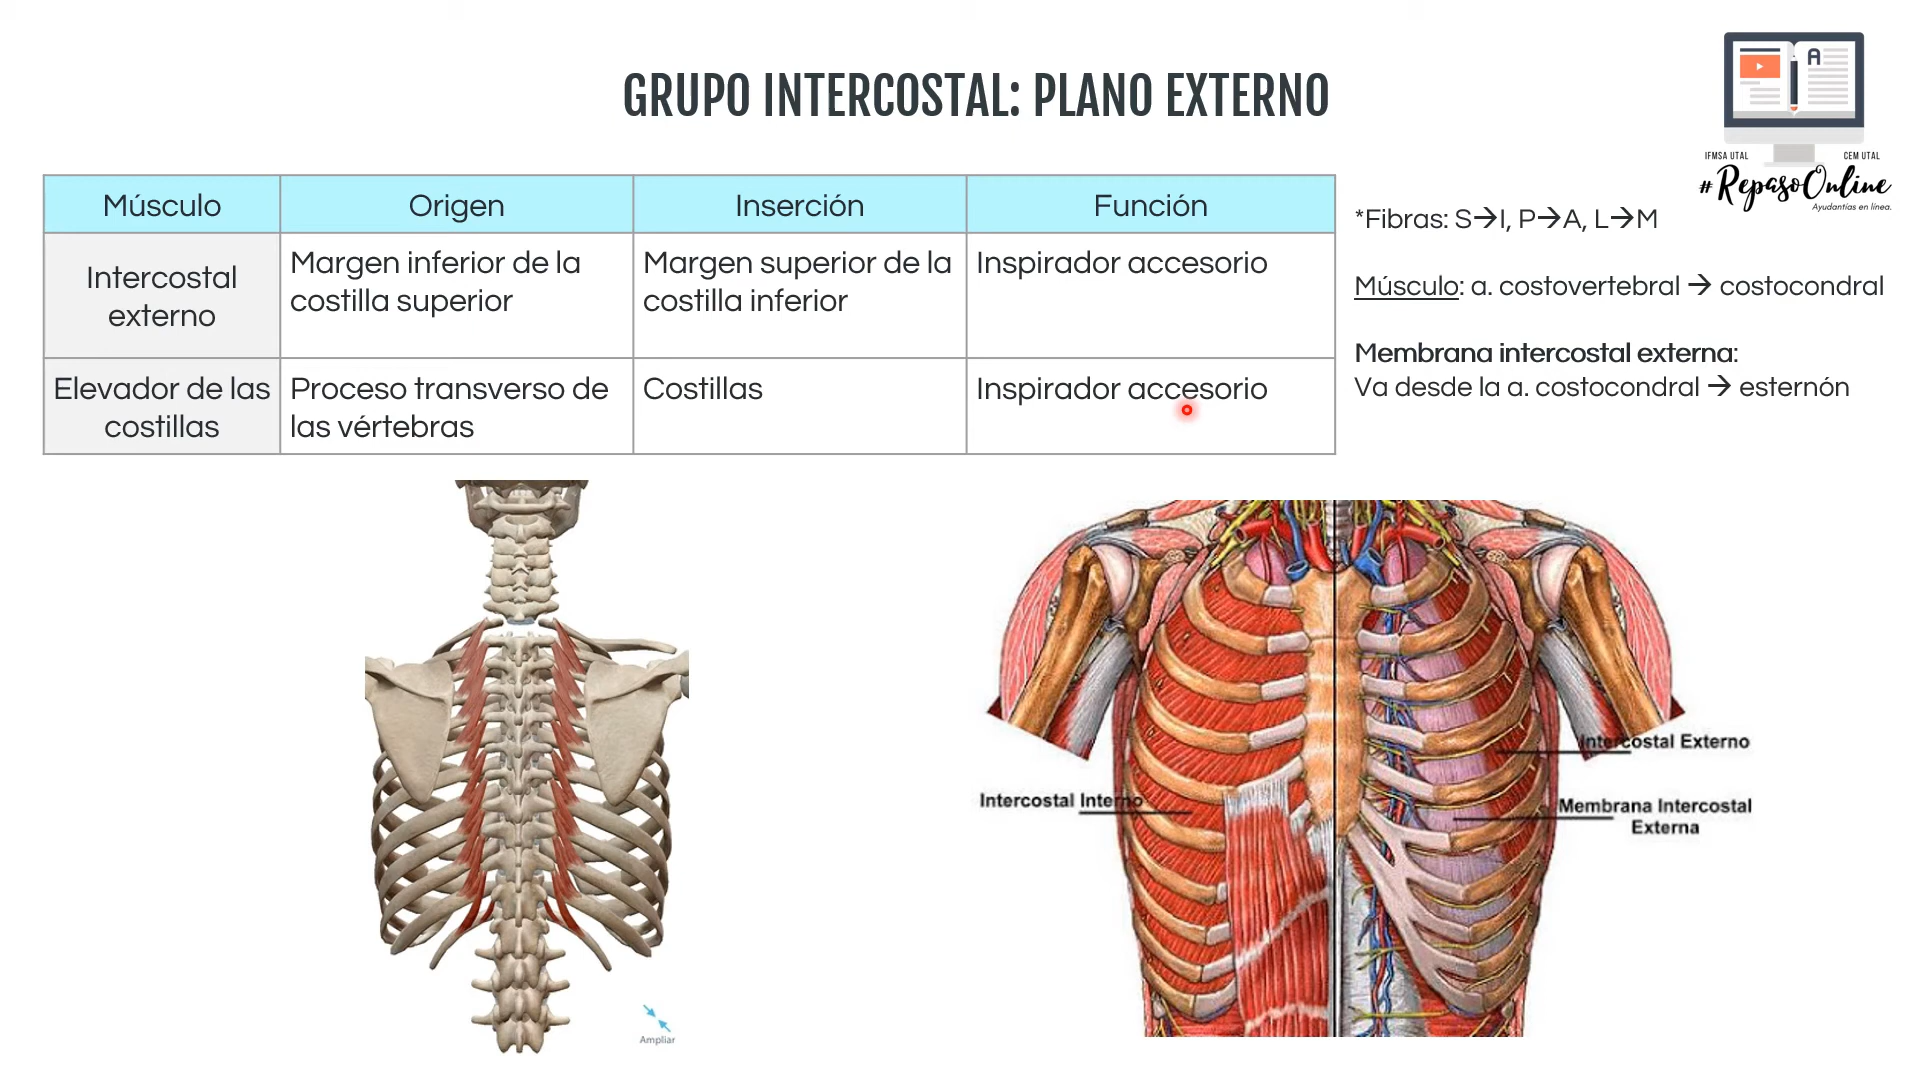 GRUPO INTERCOSTAL: PLANO EXTERNO
A
IFMSA UTAL
CEM UTAL
#RepasoOnline
Ayudantías en línea.
Músculo
Origen
Inserción
Función
Intercostal
externo
Margen inferior de la
costilla superior
Margen superior de la
costilla inferior
Inspirador accesorio
Elevador de las
costillas
Proceso transverso de
las vértebras
Costillas
Inspirador accesorio
*Fibras: S→I, P→A, L→M
Músculo: a. costovertebral → costocondral
Membrana intercostal externa:
Va desde la a. costocondral → esternón
Ampliar
Intercostal Interno
Intercostal Externo
Membrana Intercostal
Externa